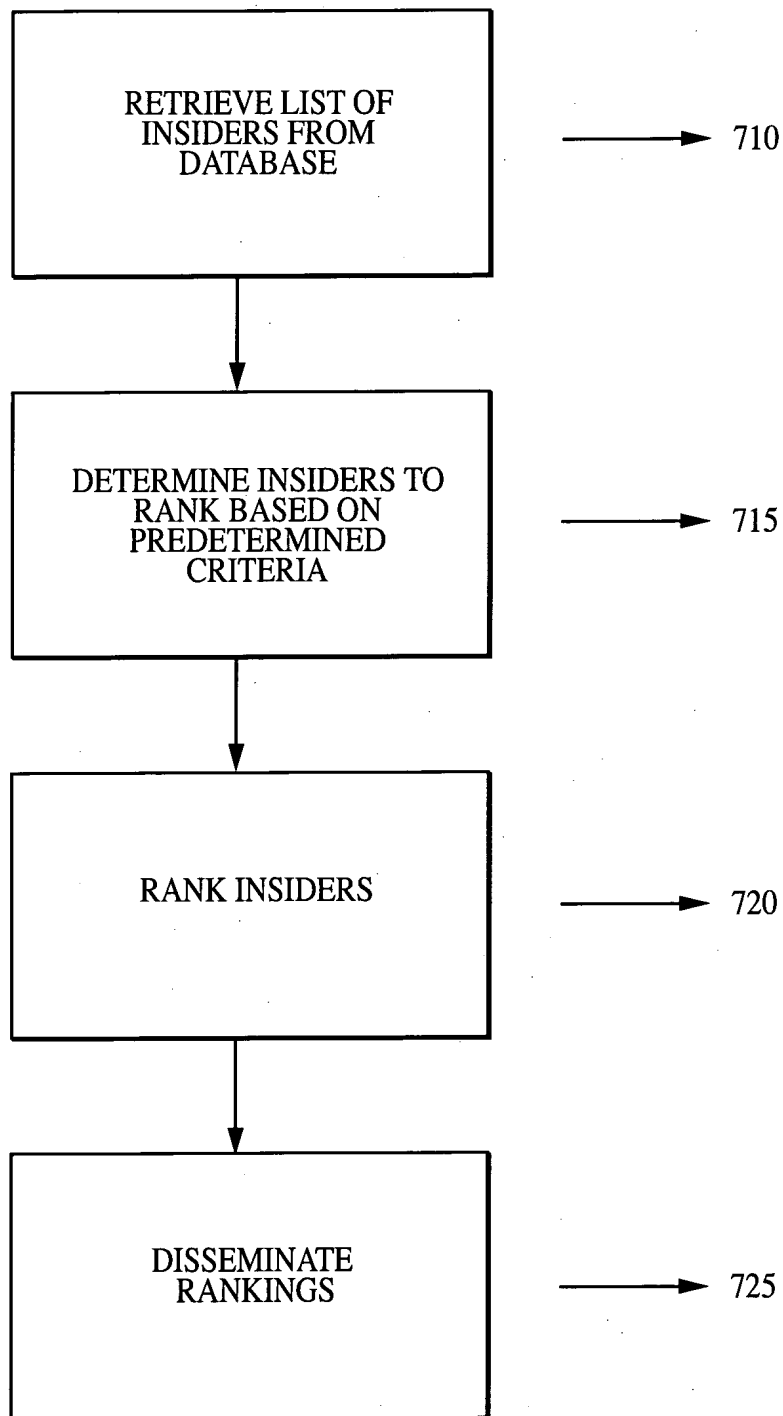 RETRIEVE LIST OF
INSIDERS FROM
DATABASE
710
DETERMINE INSIDERS TO
RANK BASED ON
PREDETERMINED
CRITERIA
715
RANK INSIDERS
720
DISSEMINATE
RANKINGS
725